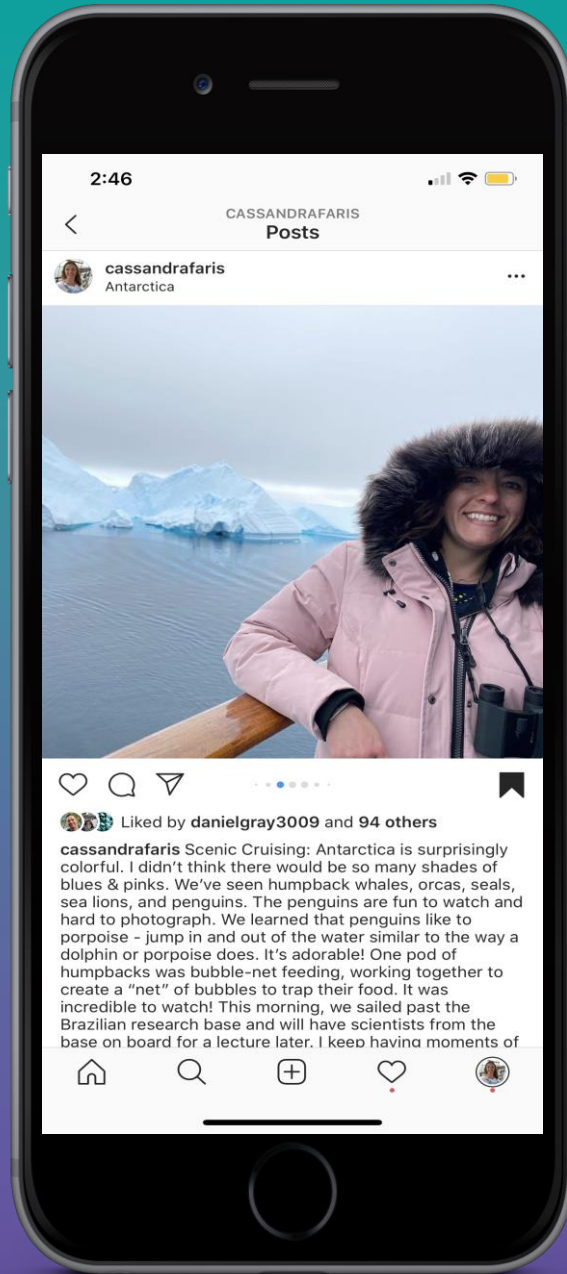 2:46
CASSANDRAFARIS
Posts
cassandrafaris
Antarctica
Liked by danielgray3009 and 94 others
cassandrafaris Scenic Cruising: Antarctica is surprisingly
colorful. I didn’t think there would be so many shades of
blues & pinks. We’ve seen humpback whales, orcas, seals,
sea lions, and penguins. The penguins are fun to watch and
hard to photograph. We learned that penguins like to
porpoise - jump in and out of the water similar to the way a
dolphin or porpoise does. It’s adorable! One pod of
humpbacks was bubble-net feeding, working together to
create a “net” of bubbles to trap their food. It was
incredible to watch! This morning, we sailed past the
Brazilian research base and will have scientists from the
base on board for a lecture later. I keep having moments of